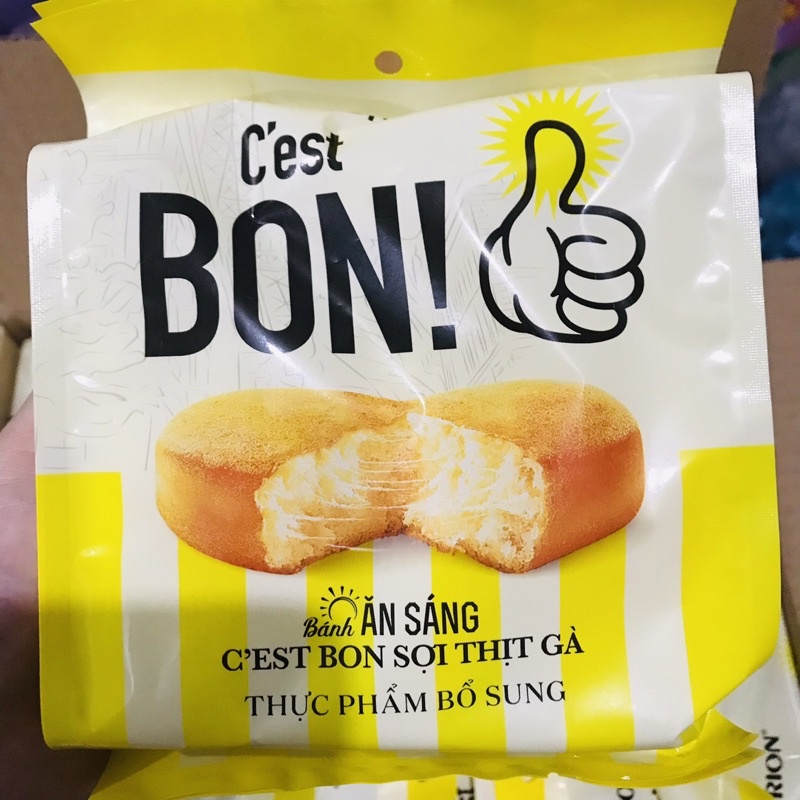 C'est
BON!
Bánh ĂN SÁNG
C'EST BON SỢI THỊT GÀ
THỰC PHẨM BỔ SUNG